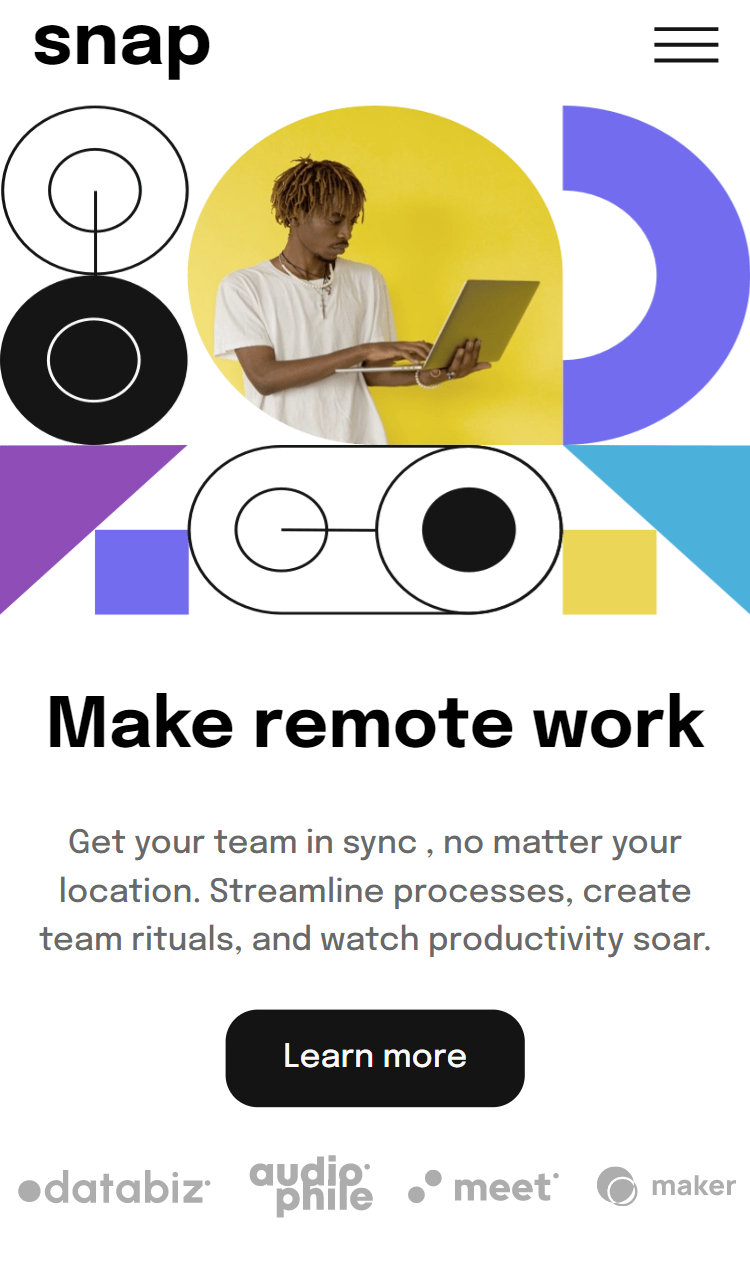 snap
Make remote work
Get your team in sync , no matter your
location. Streamline processes, create
team rituals, and watch productivity soar.
Learn more
databiz
audio
phile
meet
maker